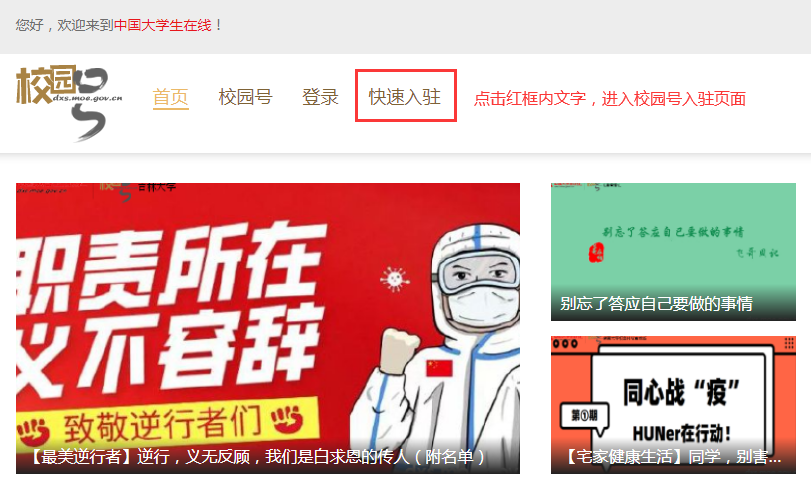 您好，欢迎来到中国大学生在线！
校园号
dxs.moe.gov.cn
首页 校园号 登录 快速入驻 点击红框内文字，进入校园号入驻页面
吉林大学
职责所在
义不容辞
致敬逆行者们
【最美逆行者】逆行，义无反顾，我们是白求恩的传人（附名单）
别忘了答应自己要做的事情
飞哥日记
别忘了答应自己要做的事情
同心战“疫”
第①期
HUNer在行动！
【宅家健康生活】同学，别害...